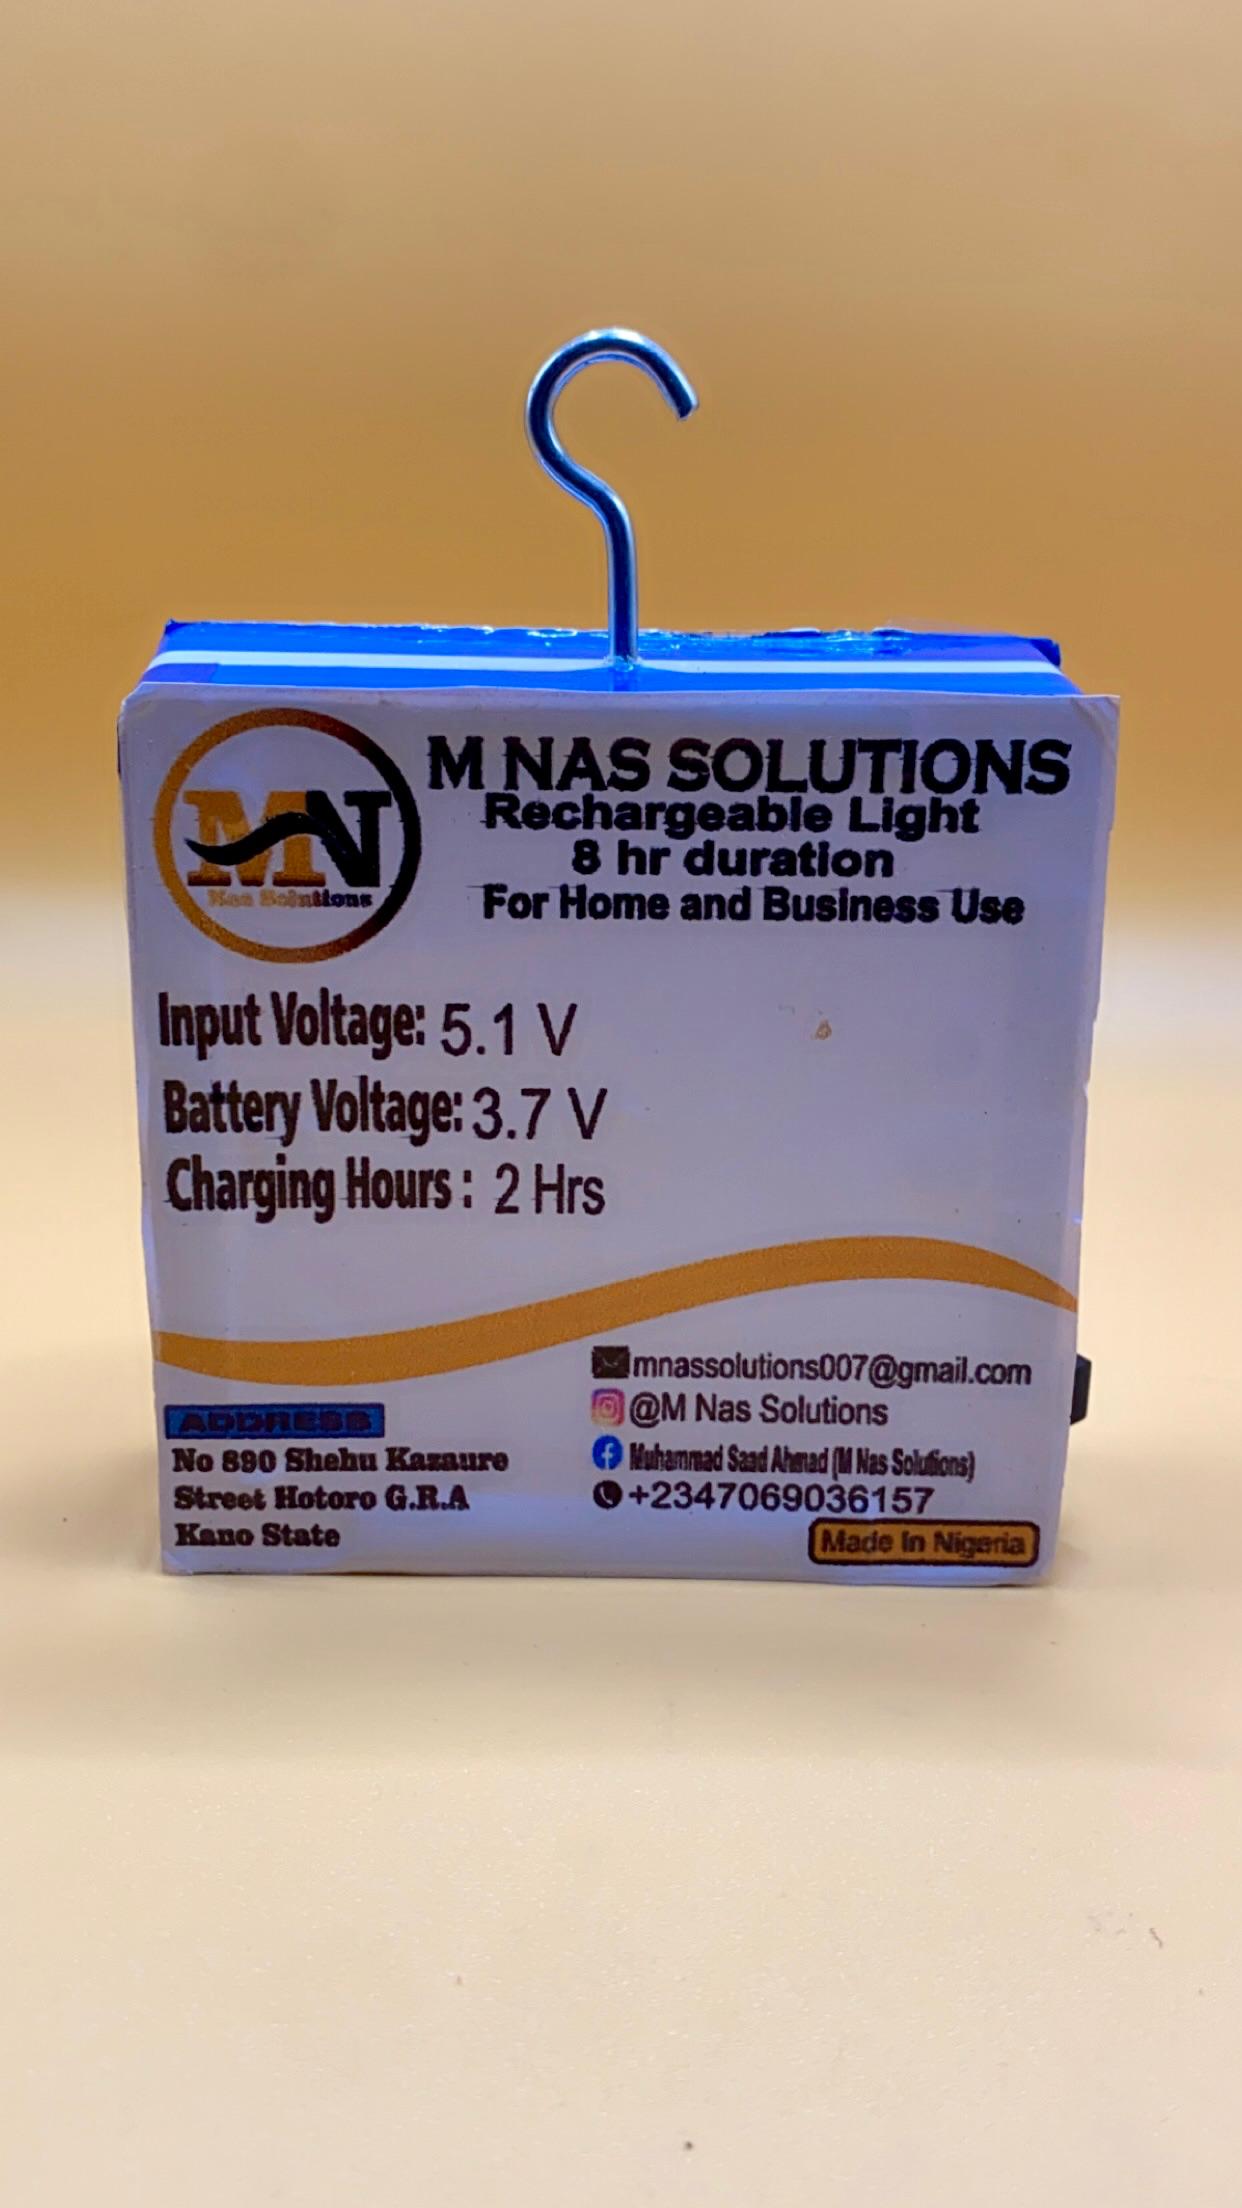 MN
Nas Solutions
M NAS SOLUTIONS
Rechargeable Light
8 hr duration
For Home and Business Use
Input Voltage: 5.1 V
Battery Voltage: 3.7 V
Charging Hours : 2 Hrs
mnassolutions007@gmail.com
@M Nas Solutions
Muhammad Saad Ahmad (M Nas Solutions)
+2347069036157
Made In Nigeria
ADDRESS
No 890 Shehu Kazaure
Street Hotoro G.R.A
Kano State